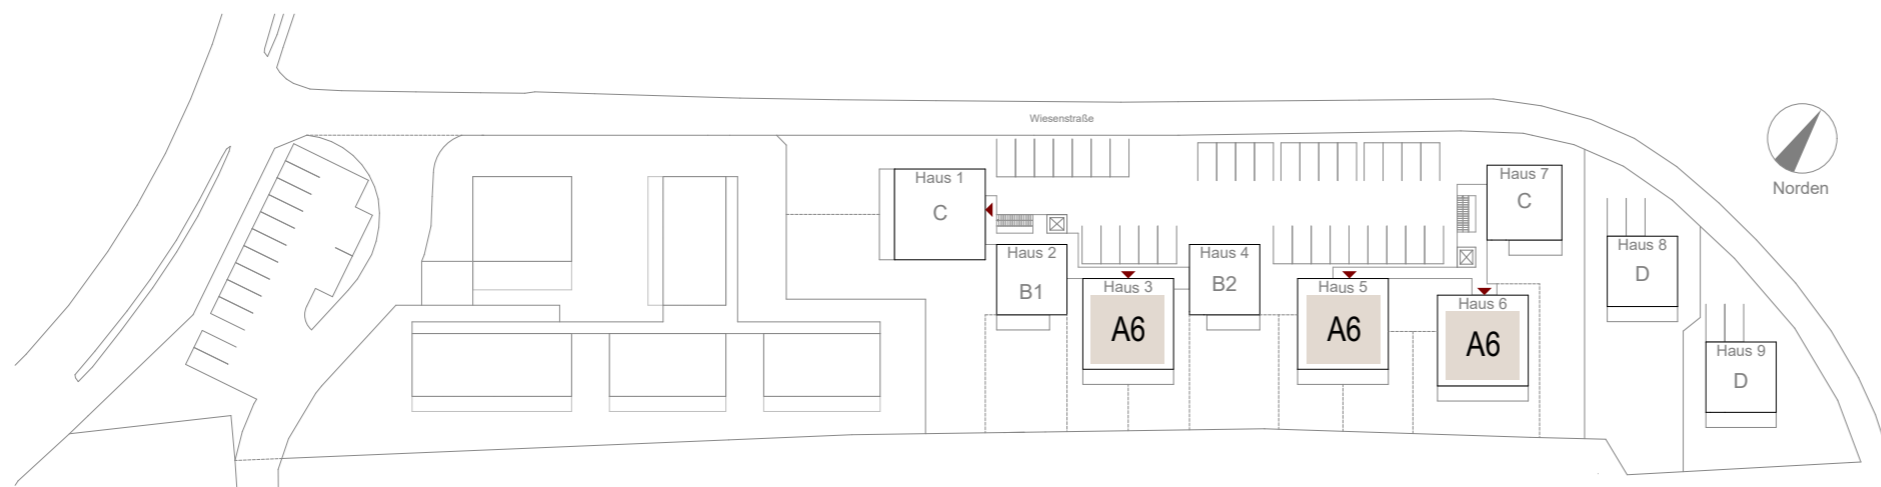 Wiesenstraße
Norden
Haus 1
C
Haus 2
B1
Haus 3
A6
Haus 4
B2
Haus 5
A6
Haus 6
A6
Haus 7
C
Haus 8
D
Haus 9
D